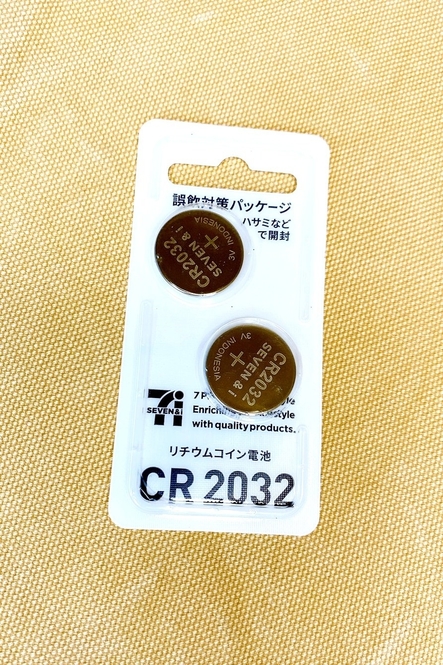 誤飲対策パッケージ
ハサミなど
で開封
CR2032
SEVEN & i
+
3V INDONESIA
3V INDONESIA
+
SEVEN & i
CR2032
7i
SEVEN&i
7 P
Enrich style
with quality products.
リチウムコイン電池
CR 2032